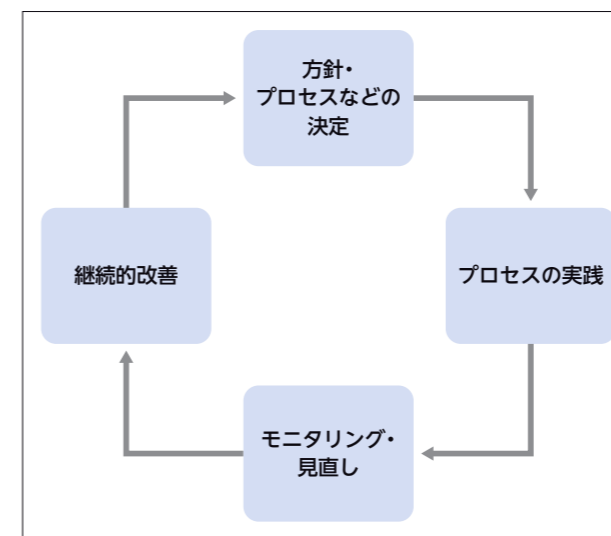 方針・
プロセスなどの
決定
プロセスの実践
モニタリング・
見直し
継続的改善